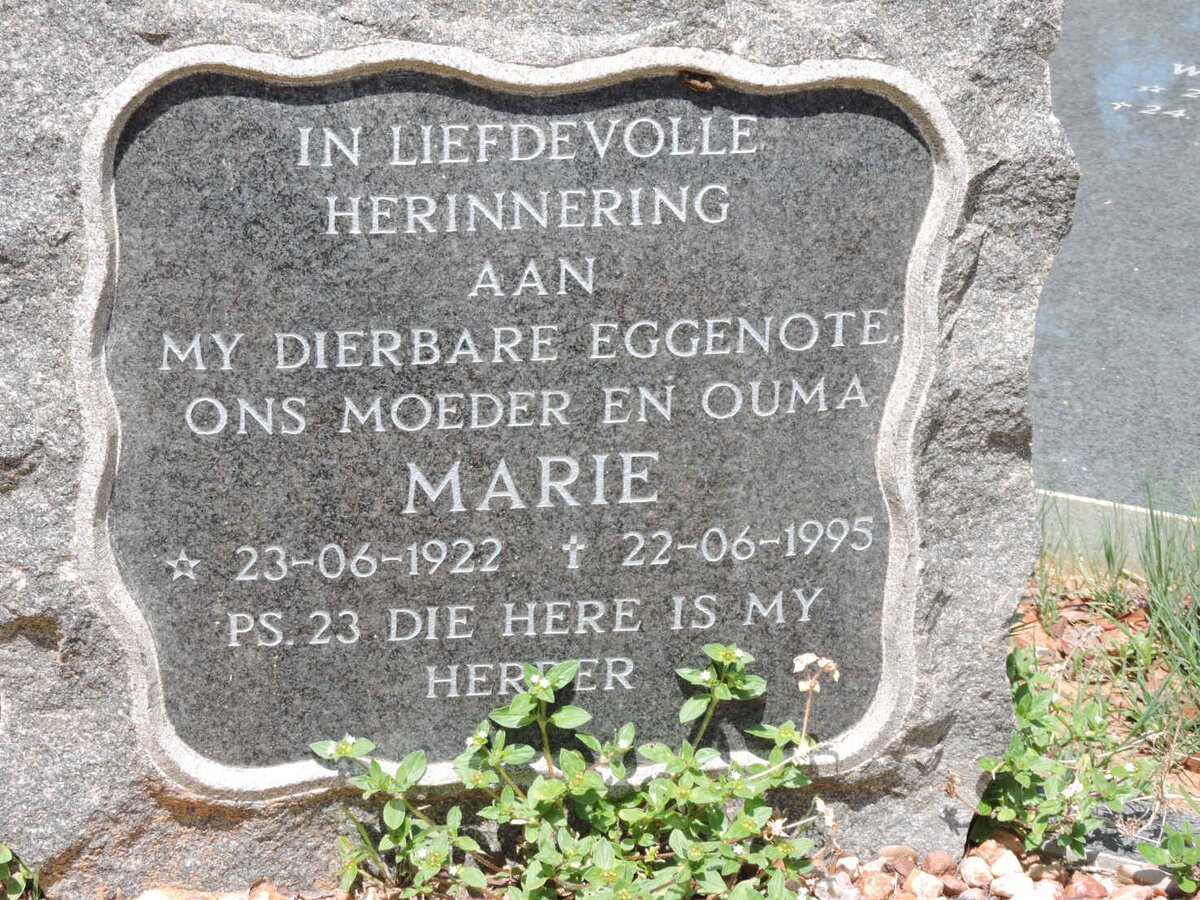 IN LIEFDEVOLLE
HERINNERING
AAN
MY DIERBARE EGGENOTE,
ONS MOEDER EN OUMA
MARIE
☆ 23-06-1922 † 22-06-1995
PS. 23 DIE HERE IS MY
HERDER